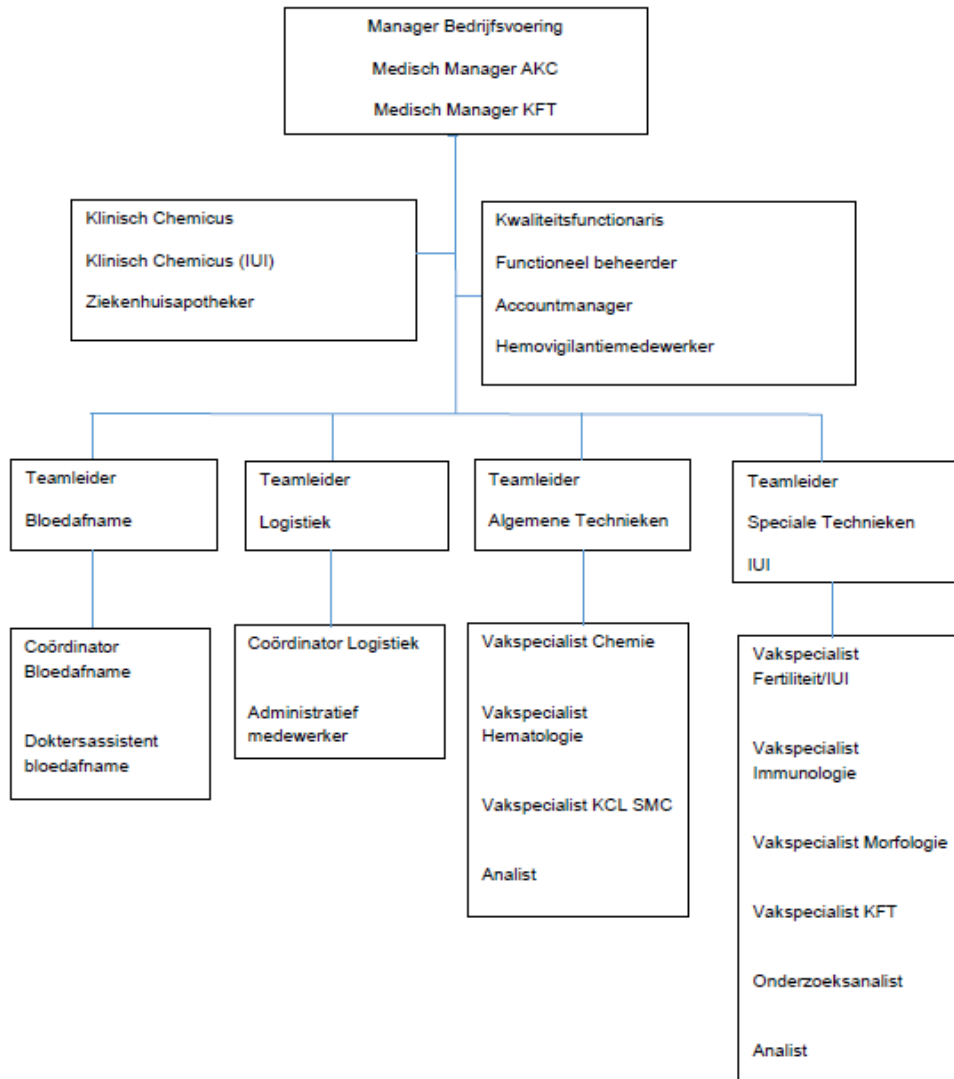 Manager Bedrijfsvoering
Medisch Manager AKC
Medisch Manager KFT
Klinisch Chemicus
Klinisch Chemicus (IUI)
Ziekenhuisapotheker
Kwaliteitsfunctionaris
Functioneel beheerder
Accountmanager
Hemovigilantiemedewerker
Teamleider
Bloedafname
Teamleider
Logistiek
Teamleider
Algemene Technieken
Teamleider
Speciale Technieken
IUI
Coördinator
Bloedafname
Doktersassistent
bloedafname
Coördinator Logistiek
Administratief
medewerker
Vakspecialist Chemie
Vakspecialist
Hematologie
Vakspecialist KCL SMC
Analist
Vakspecialist
Fertiliteit/IUI
Vakspecialist
Immunologie
Vakspecialist Morfologie
Vakspecialist KFT
Onderzoeksanalist
Analist